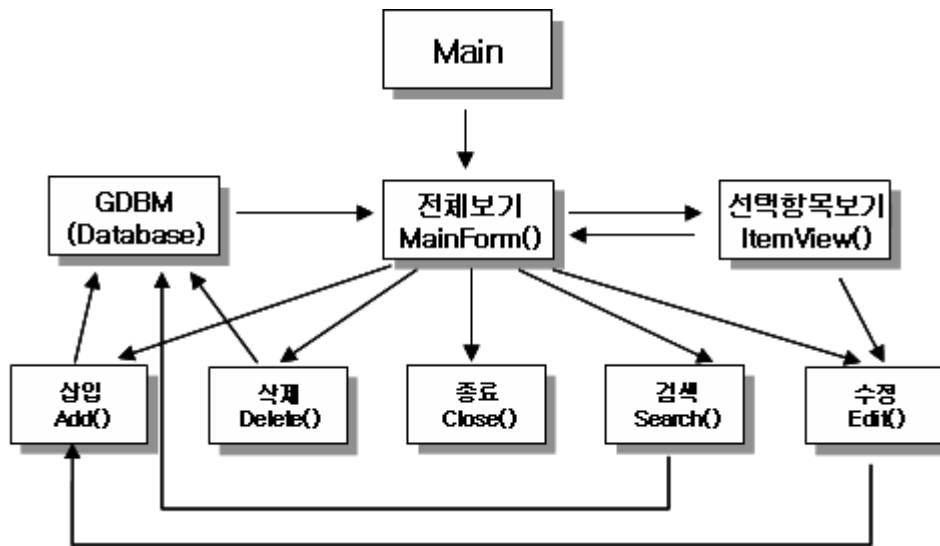 Main
GDBM
(Database)
전체보기
MainForm()
선택항목보기
ItemView()
삽입
Add()
삭제
Delete()
종료
Close()
검색
Search()
수정
Edit()